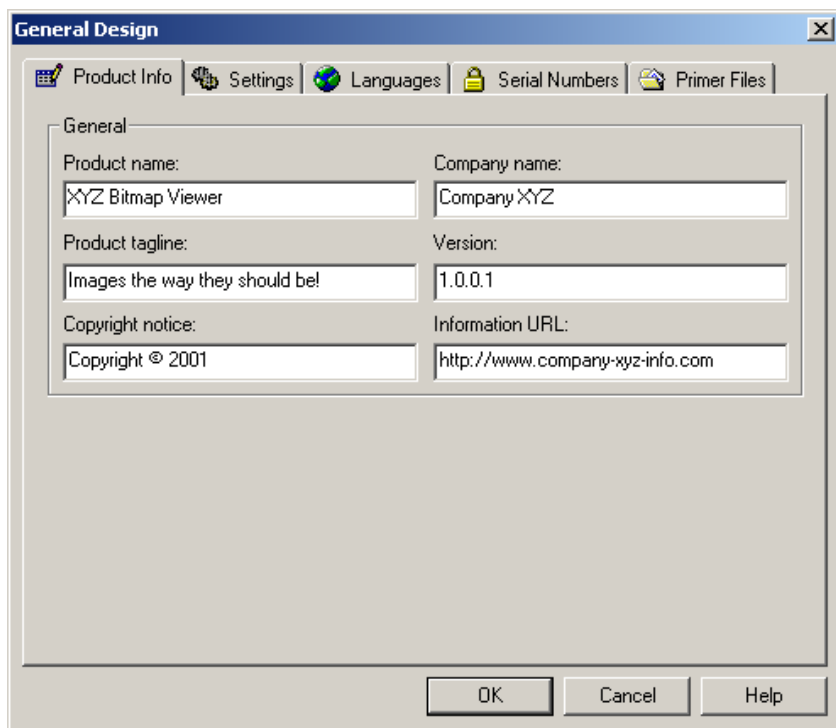 General Design
Product Info Settings Languages Serial Numbers Primer Files
General
Product name: Company name:
XYZ Bitmap Viewer Company XYZ
Product tagline: Version:
Images the way they should be! 1.0.0.1
Copyright notice: Information URL:
Copyright © 2001 http://www.company-xyz-info.com
OK Cancel Help